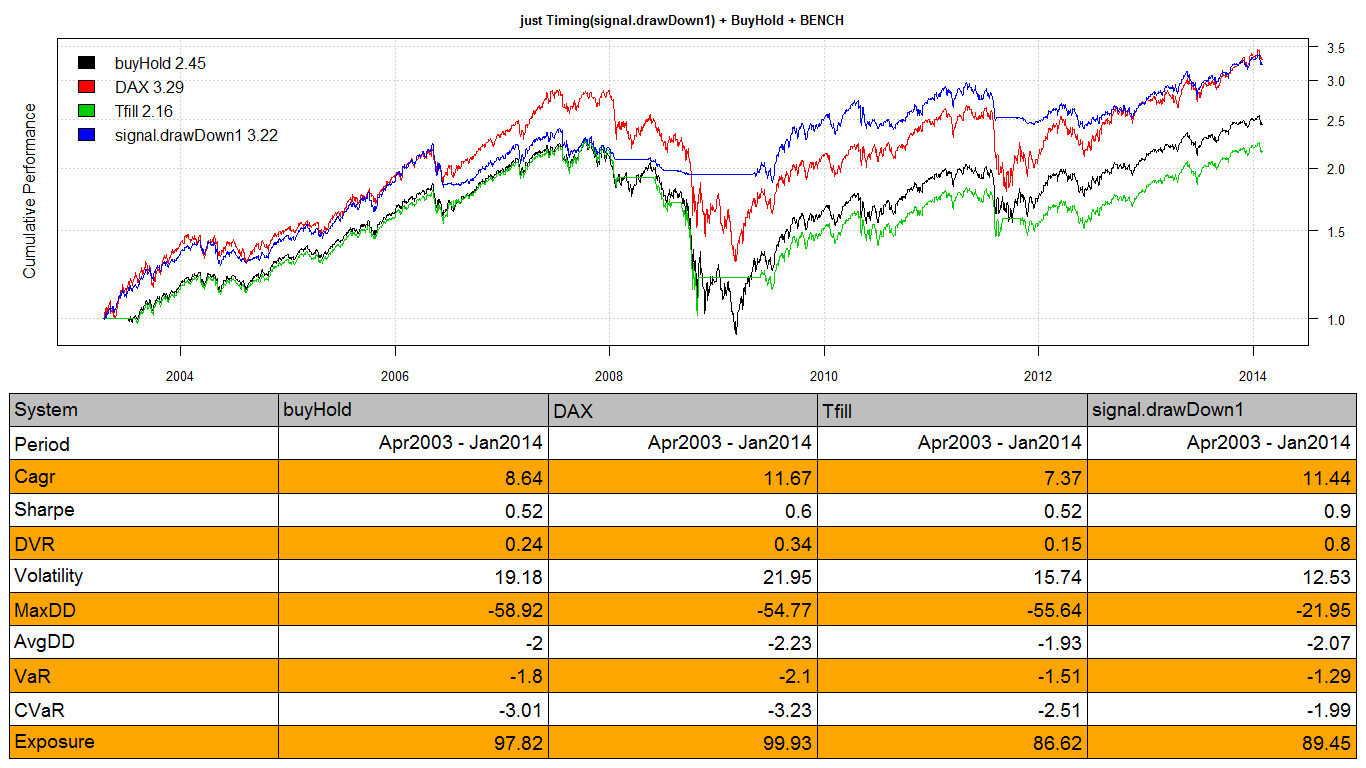 just Timing(signal.drawDown1) + BuyHold + BENCH
buyHold 2.45
DAX 3.29
Tfill 2.16
signal.drawDown1 3.22
Cumulative Performance
3.5
3.0
2.5
2.0
1.5
1.0
2004 2006 2008 2010 2012 2014
System buyHold DAX Tfill signal.drawDown1
Period Apr2003 - Jan2014 Apr2003 - Jan2014 Apr2003 - Jan2014 Apr2003 - Jan2014
Cagr 8.64 11.67 7.37 11.44
Sharpe 0.52 0.6 0.52 0.9
DVR 0.24 0.34 0.15 0.8
Volatility 19.18 21.95 15.74 12.53
MaxDD -58.92 -54.77 -55.64 -21.95
AvgDD -2 -2.23 -1.93 -2.07
VaR -1.8 -2.1 -1.51 -1.29
CVaR -3.01 -3.23 -2.51 -1.99
Exposure 97.82 99.93 86.62 89.45